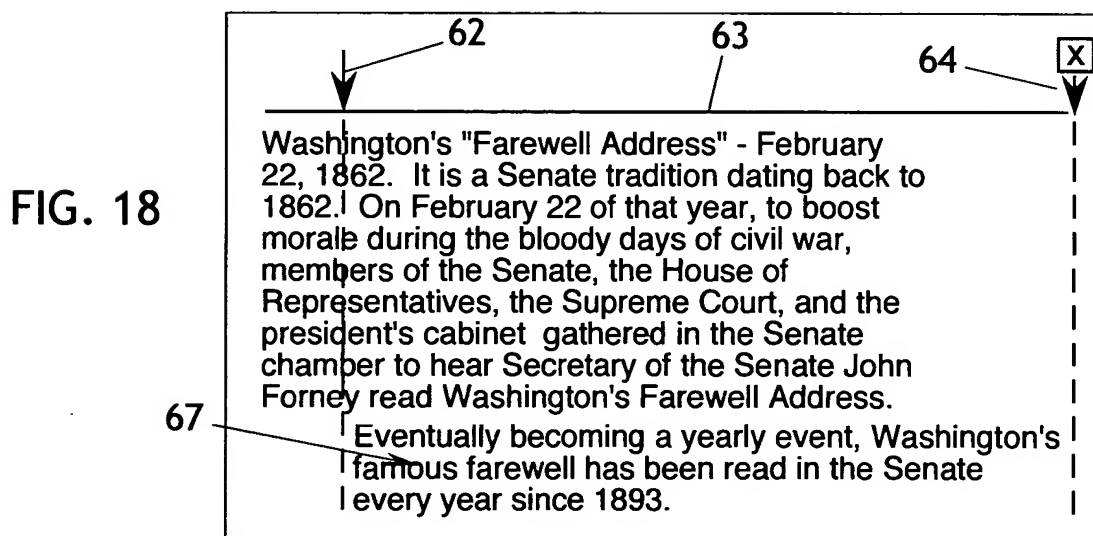 62
63
64
X
FIG. 18
Washington's "Farewell Address" - February
22, 1862.  It is a Senate tradition dating back to
1862.  On February 22 of that year, to boost
morale during the bloody days of civil war,
members of the Senate, the House of
Representatives, the Supreme Court, and the
president's cabinet  gathered in the Senate
chamber to hear Secretary of the Senate John
Forney read Washington's Farewell Address.
67
Eventually becoming a yearly event, Washington's
famous farewell has been read in the Senate
every year since 1893.